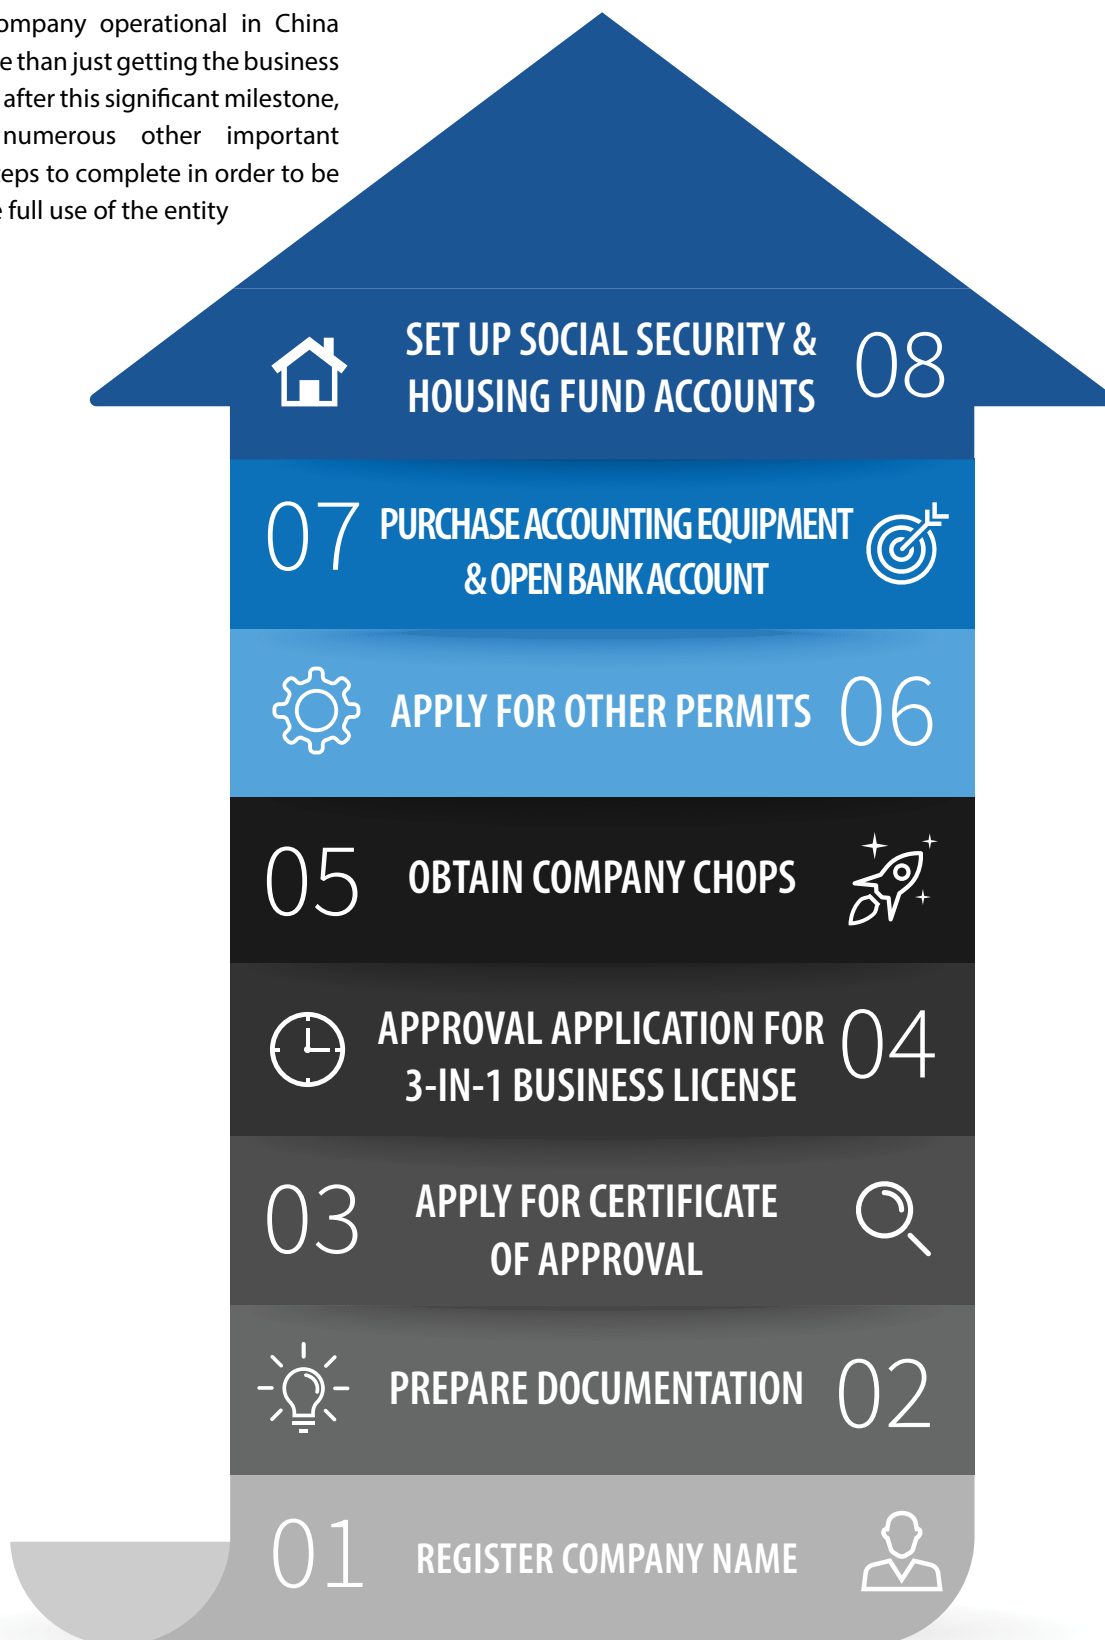 ompany operational in China
e than just getting the business
after this significant milestone,
numerous other important
teps to complete in order to be
e full use of the entity
SET UP SOCIAL SECURITY &
HOUSING FUND ACCOUNTS
08
07
PURCHASE ACCOUNTING EQUIPMENT
& OPEN BANK ACCOUNT
APPLY FOR OTHER PERMITS
06
05
OBTAIN COMPANY CHOPS
APPROVAL APPLICATION FOR
3-IN-1 BUSINESS LICENSE
04
03
APPLY FOR CERTIFICATE
OF APPROVAL
PREPARE DOCUMENTATION
02
01
REGISTER COMPANY NAME